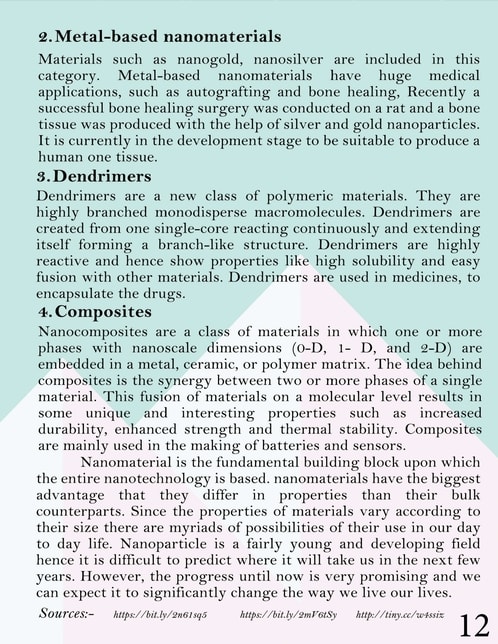 2.Metal-based nanomaterials
Materials such as nanogold, nanosilver are included in this
category. Metal-based nanomaterials have huge medical
applications, such as autografting and bone healing, Recently a
successful bone healing surgery was conducted on a rat and a bone
tissue was produced with the help of silver and gold nanoparticles.
It is currently in the development stage to be suitable to produce a
human one tissue.
3.Dendrimers
Dendrimers are a new class of polymeric materials. They are
highly branched monodisperse macromolecules. Dendrimers are
created from one single-core reacting continuously and extending
itself forming a branch-like structure. Dendrimers are highly
reactive and hence show properties like high solubility and easy
fusion with other materials. Dendrimers are used in medicines, to
encapsulate the drugs.
4.Composites
Nanocomposites are a class of materials in which one or more
phases with nanoscale dimensions (0-D, 1- D, and 2-D) are
embedded in a metal, ceramic, or polymer matrix. The idea behind
composites is the synergy between two or more phases of a single
material. This fusion of materials on a molecular level results in
some unique and interesting properties such as increased
durability, enhanced strength and thermal stability. Composites
are mainly used in the making of batteries and sensors.
Nanomaterial is the fundamental building block upon which
the entire nanotechnology is based. nanomaterials have the biggest
advantage that they differ in properties than their bulk
counterparts. Since the properties of materials vary according to
their size there are myriads of possibilities of their use in our day
to day life. Nanoparticle is a fairly young and developing field
hence it is difficult to predict where it will take us in the next few
years. However, the progress until now is very promising and we
can expect it to significantly change the way we live our lives.
Sources:- https://bit.ly/2n61sq5 https://bit.ly/2mV6tSy http://tiny.cc/w4ssiz
12